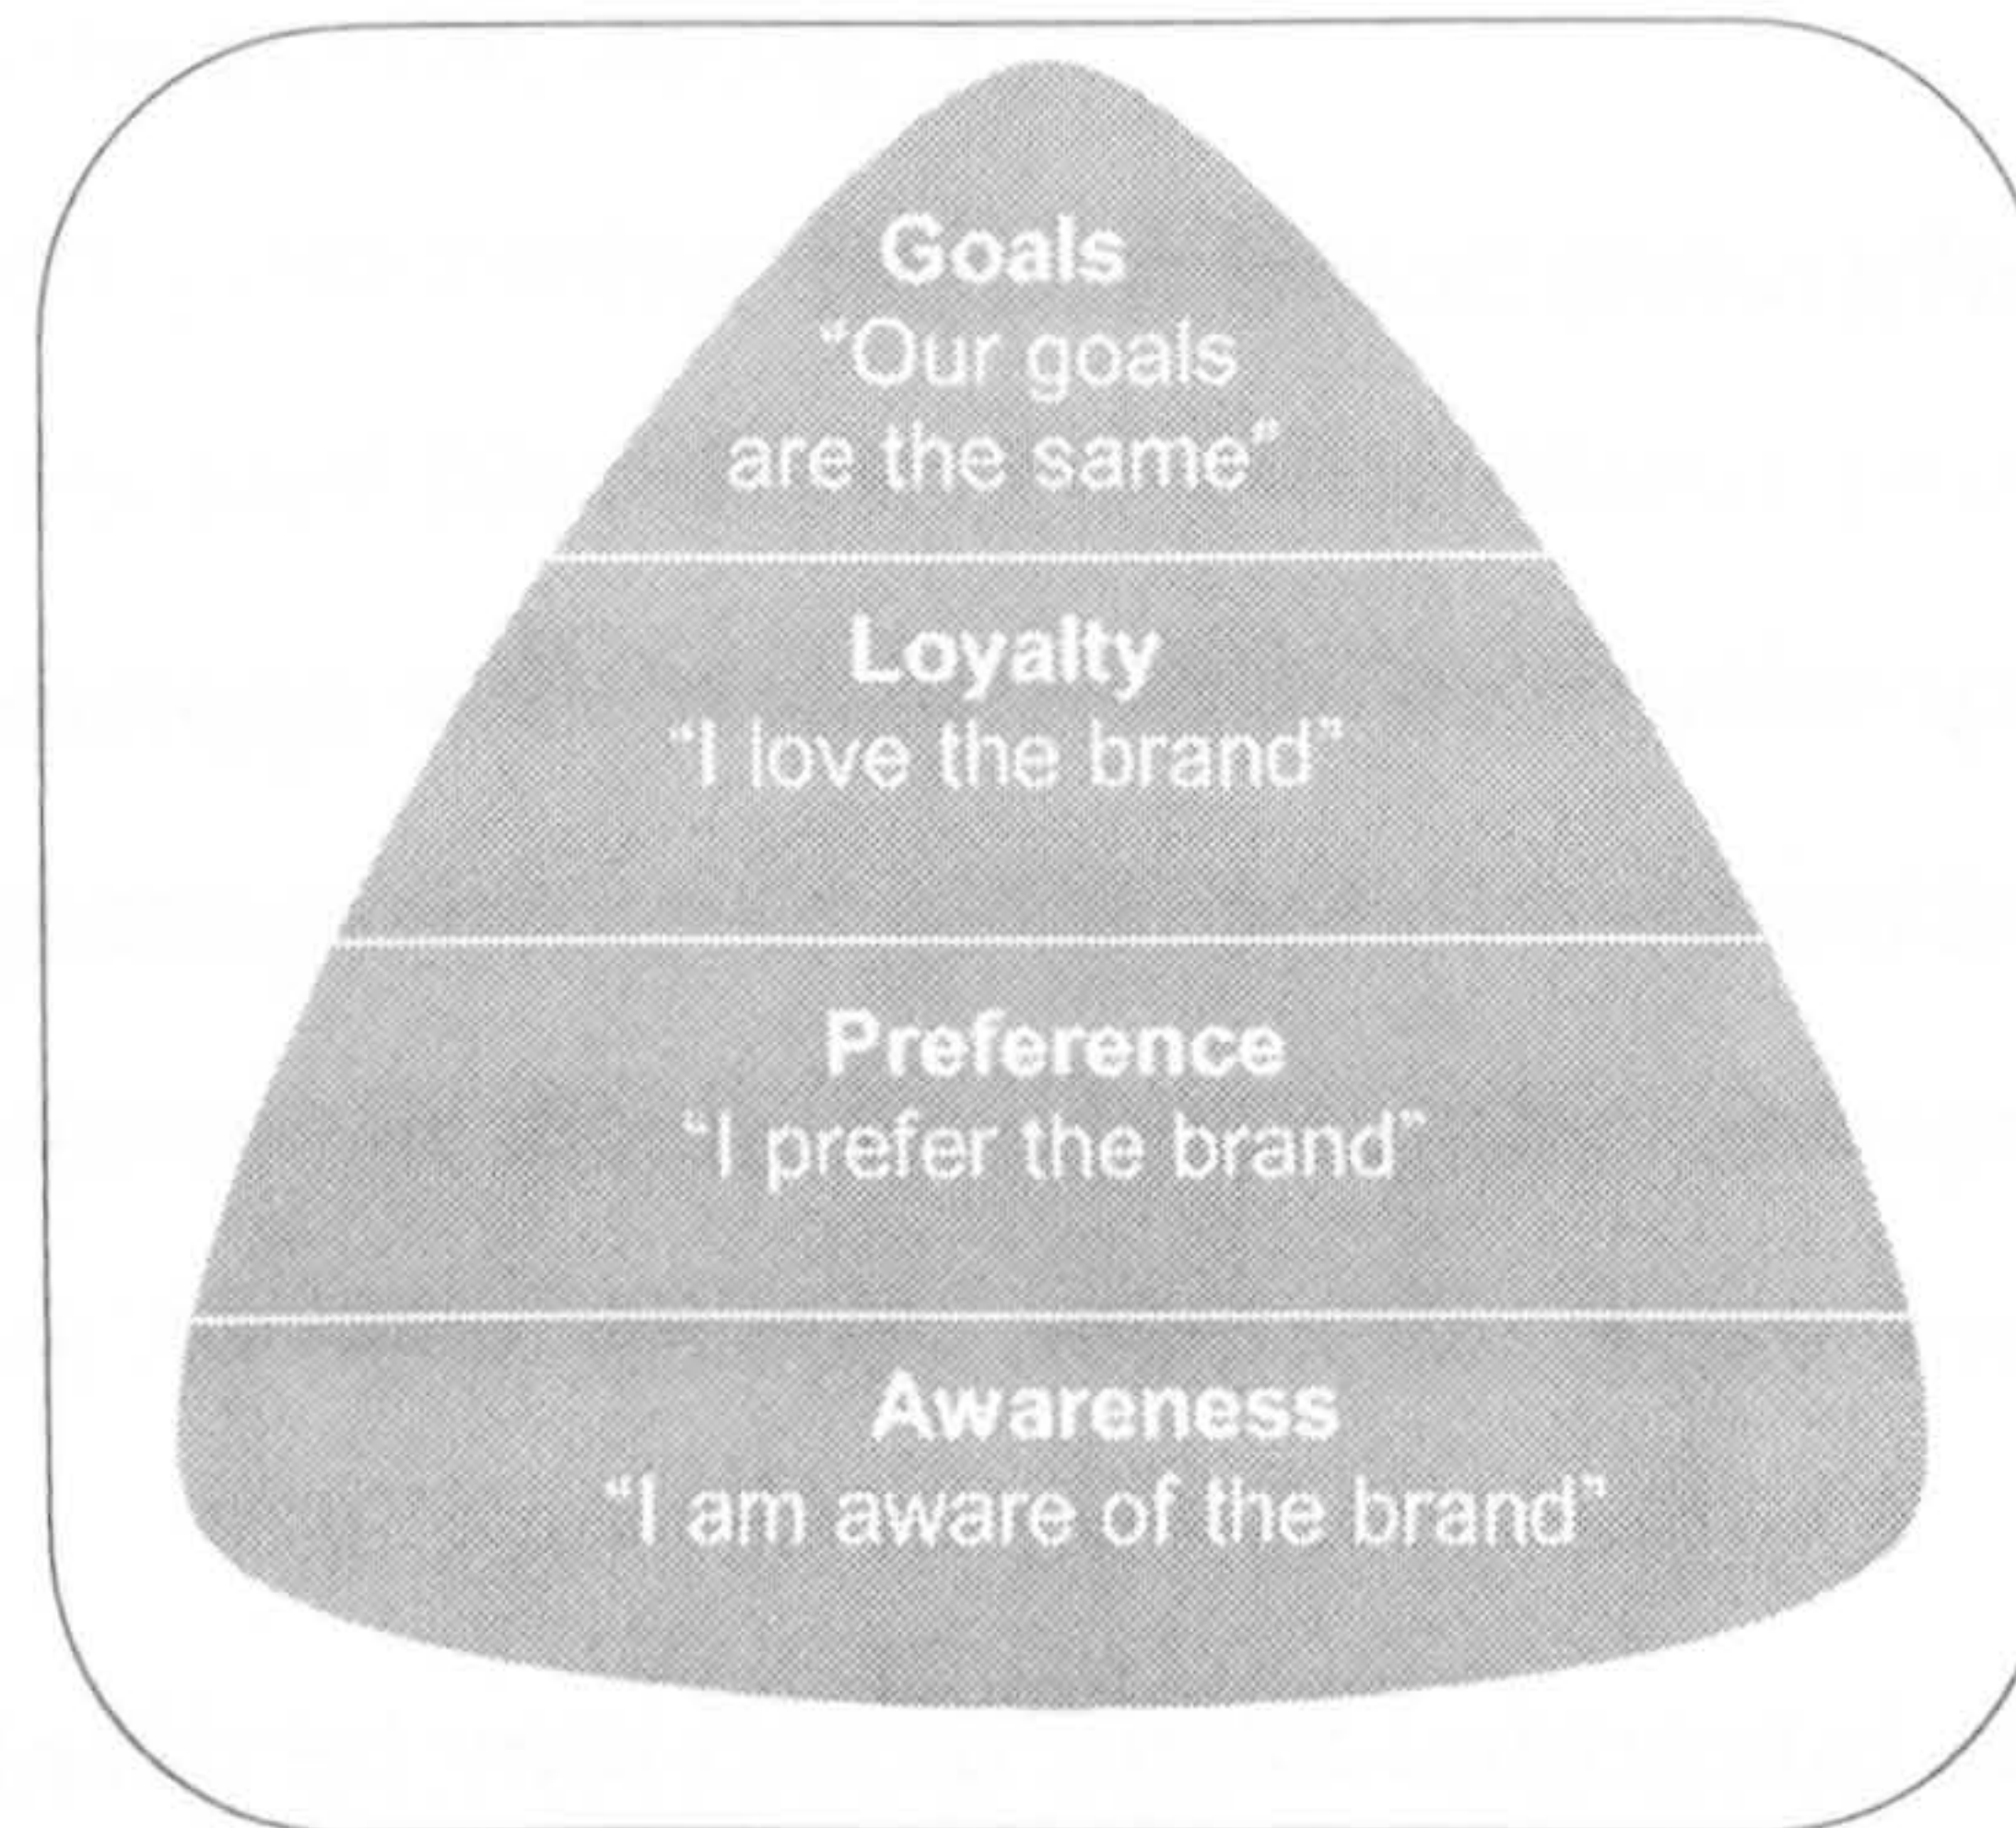 Goals
“Our goals
are the same”
Loyalty
“I love the brand”
Preference
“I prefer the brand”
Awareness
“I am aware of the brand”